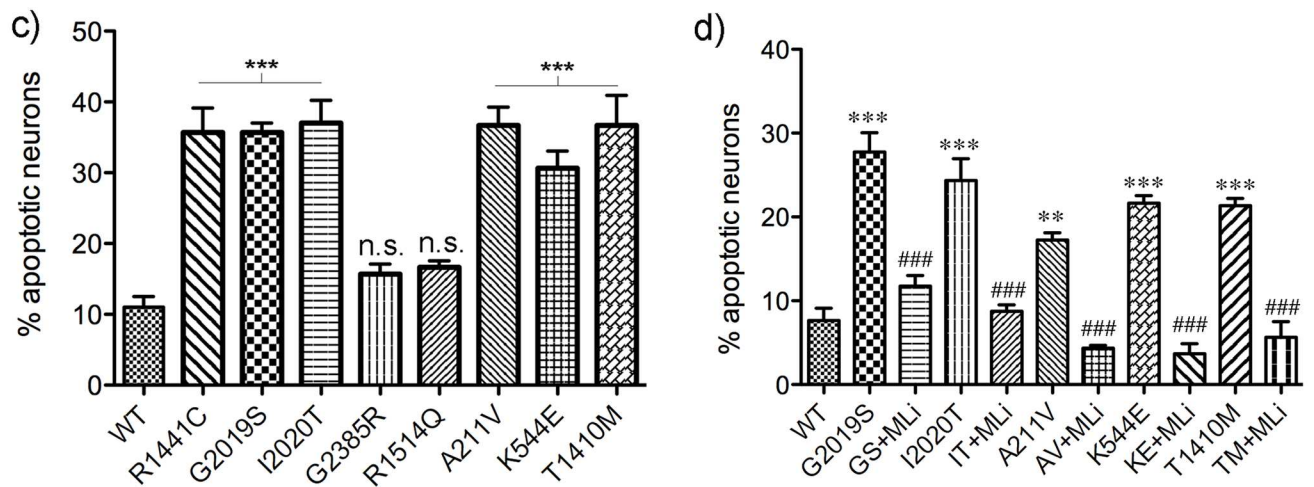 c)
% apoptotic neurons
50
40
30
20
10
0
***
***
n.s.
n.s.
WT
R1441C
G2019S
I2020T
G2385R
R1514Q
A211V
K544E
T1410M
d)
% apoptotic neurons
40
30
20
10
0
***
###
***
###
**
###
***
###
***
###
WT
G2019S
GS+MLi
I2020T
IT+MLi
A211V
AV+MLi
K544E
KE+MLi
T1410M
TM+MLi